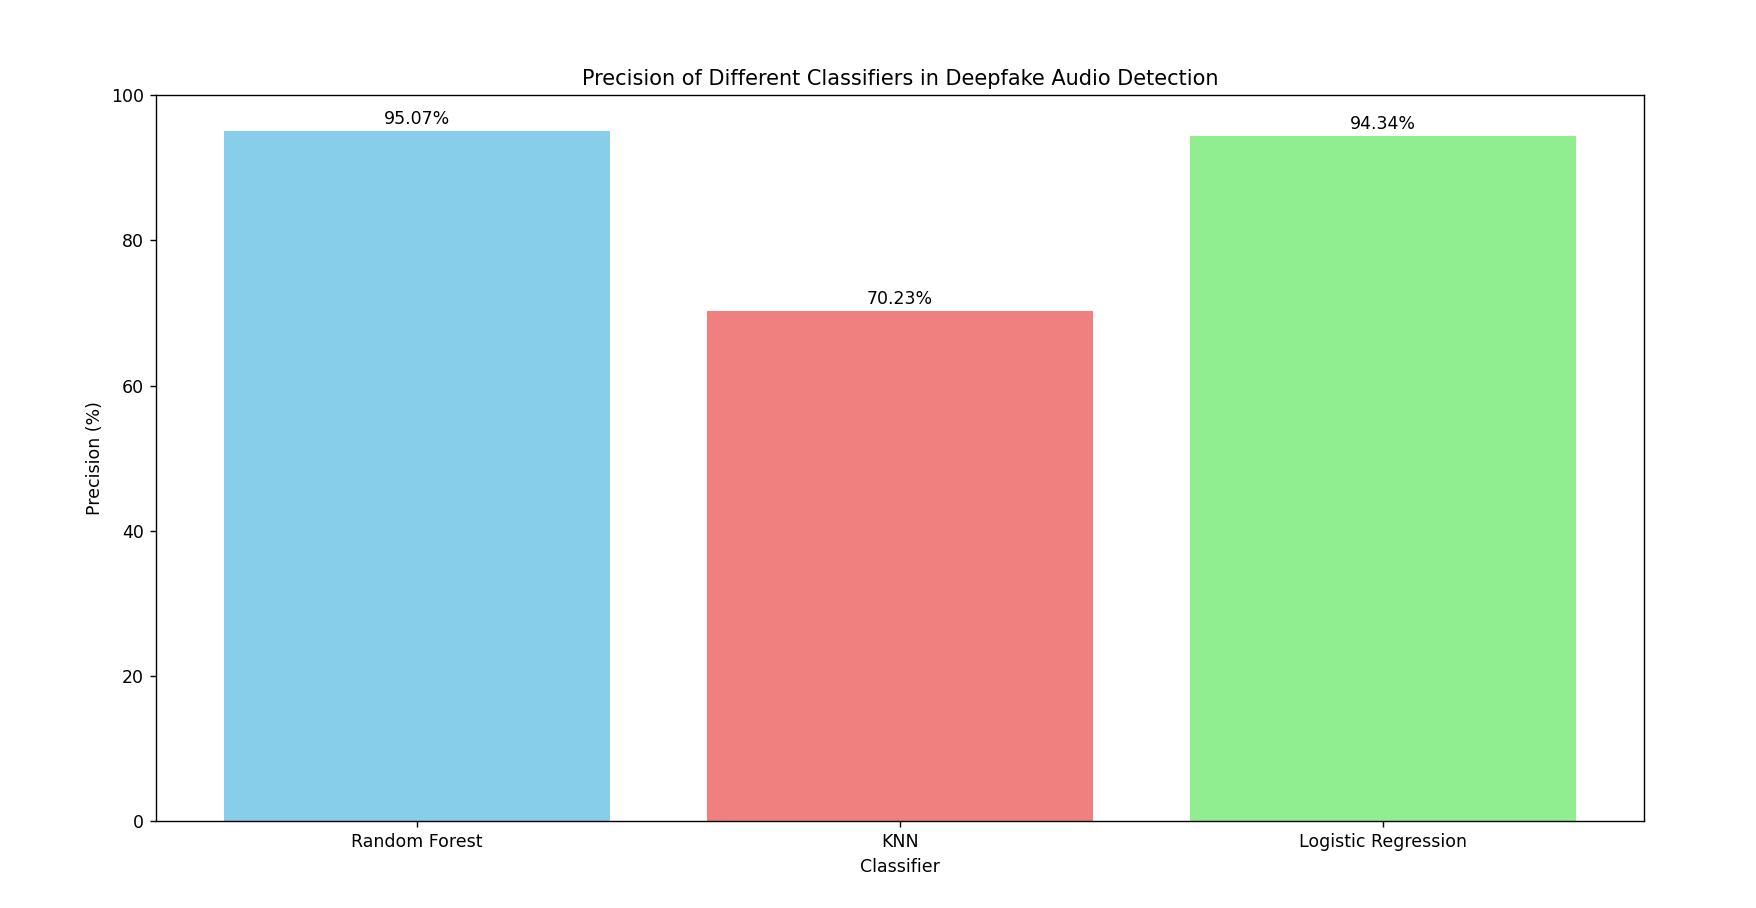 Precision of Different Classifiers in Deepfake Audio Detection
100
80
60
40
20
0
Precision (%)
95.07%
70.23%
94.34%
Random Forest
KNN
Logistic Regression
Classifier